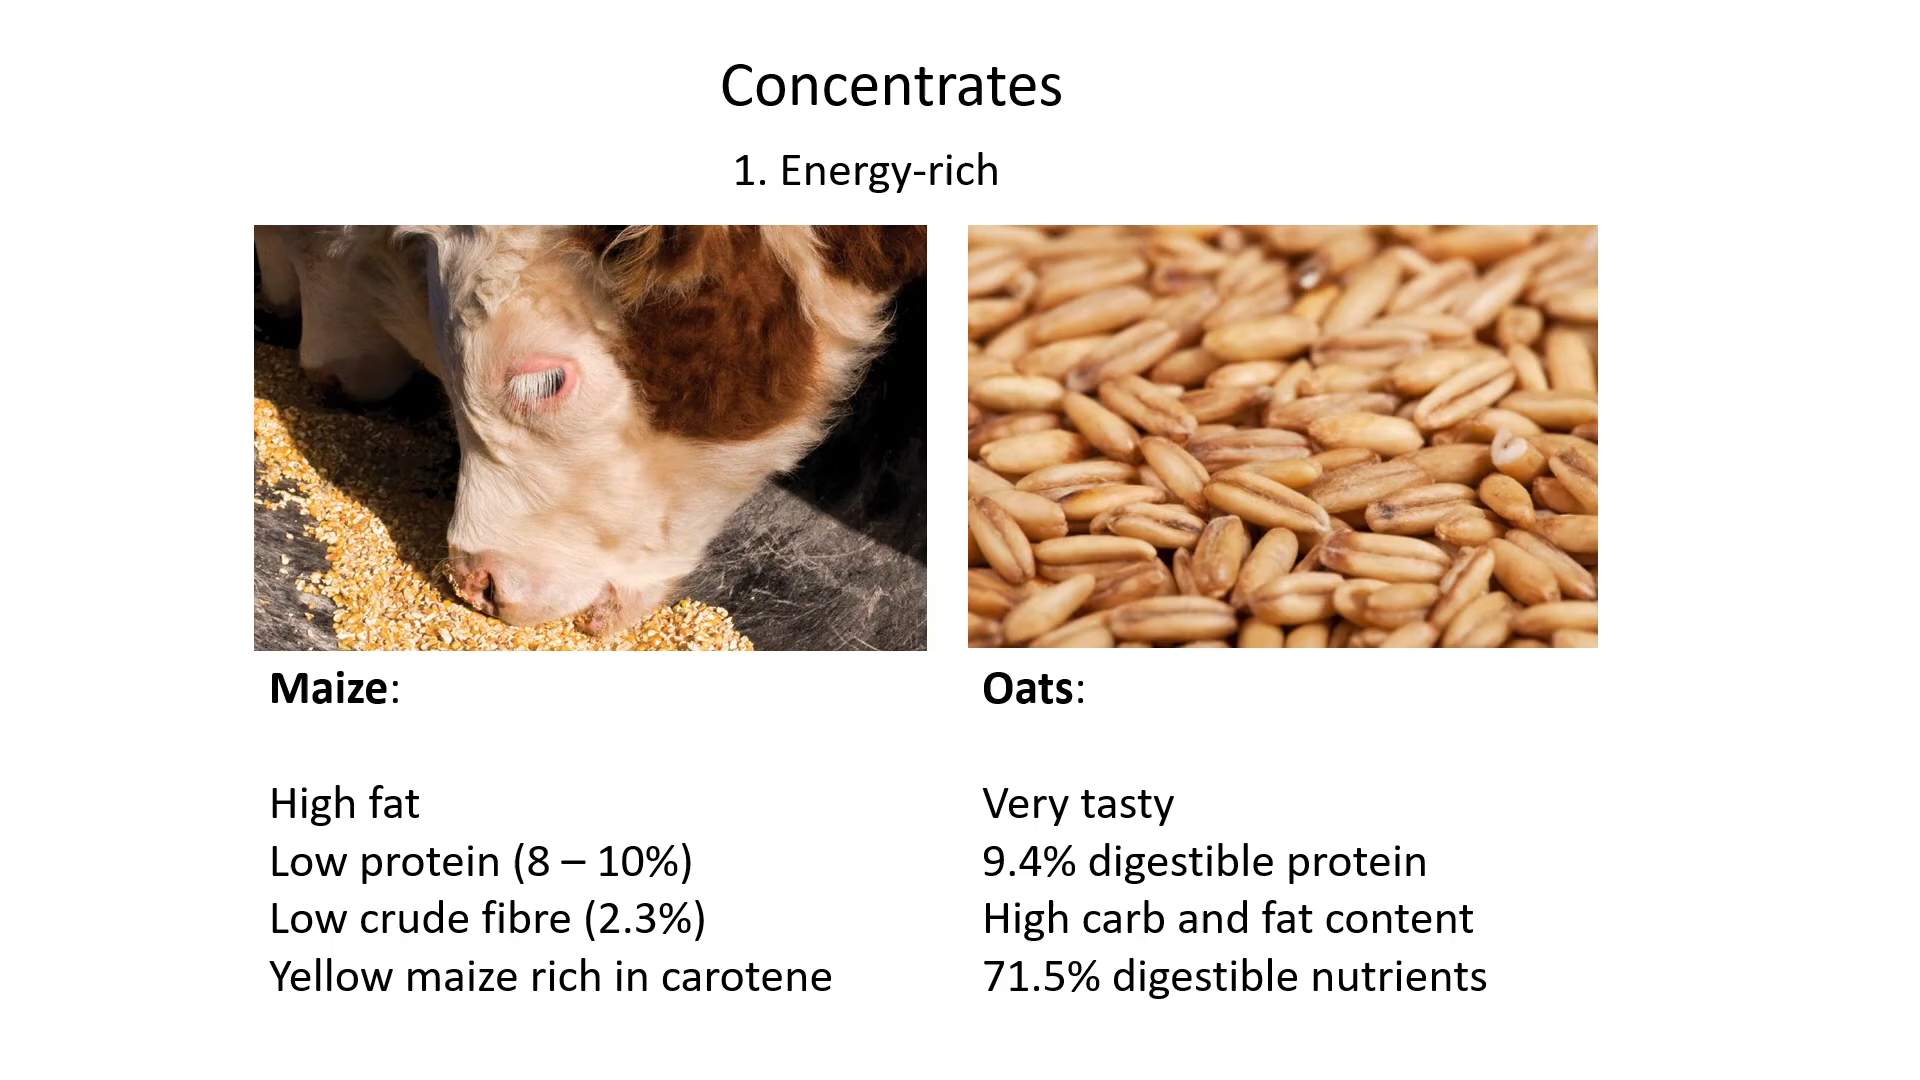 Concentrates
1. Energy-rich
Maize:
High fat
Low protein (8 – 10%)
Low crude fibre (2.3%)
Yellow maize rich in carotene
Oats:
Very tasty
9.4% digestible protein
High carb and fat content
71.5% digestible nutrients